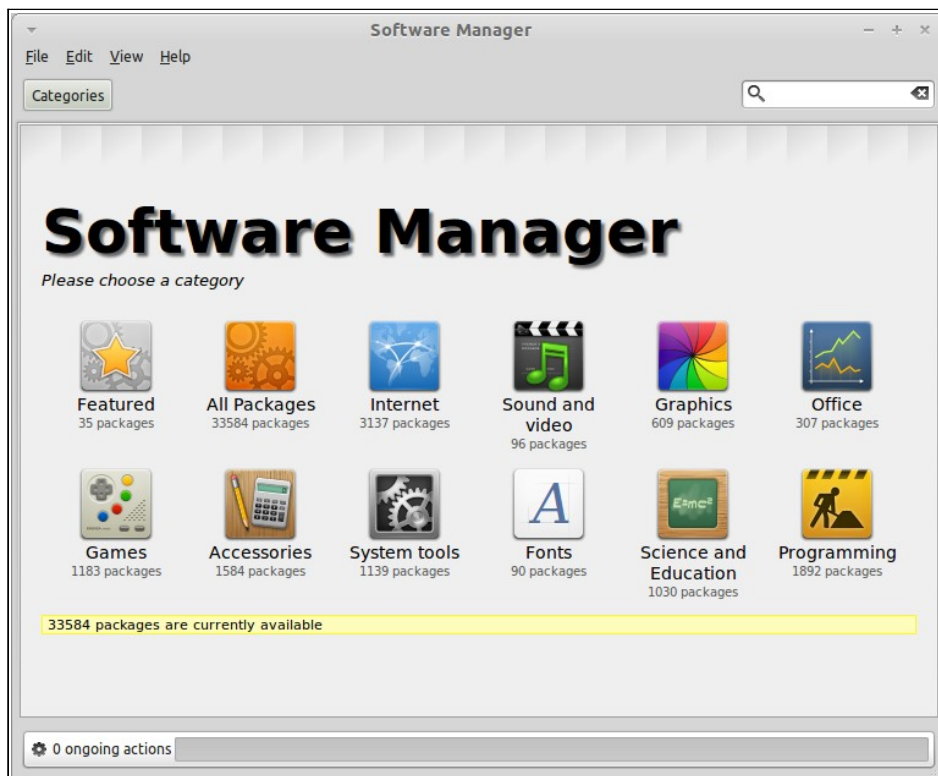 Software Manager
File Edit View Help
Categories
Software Manager
Please choose a category
Featured
35 packages
All Packages
33584 packages
Internet
3137 packages
Sound and
video
96 packages
Graphics
609 packages
Office
307 packages
Games
1183 packages
Accessories
1584 packages
System tools
1139 packages
A
Fonts
90 packages
E=mc²
Science and
Education
1030 packages
Programming
1892 packages
33584 packages are currently available
0 ongoing actions